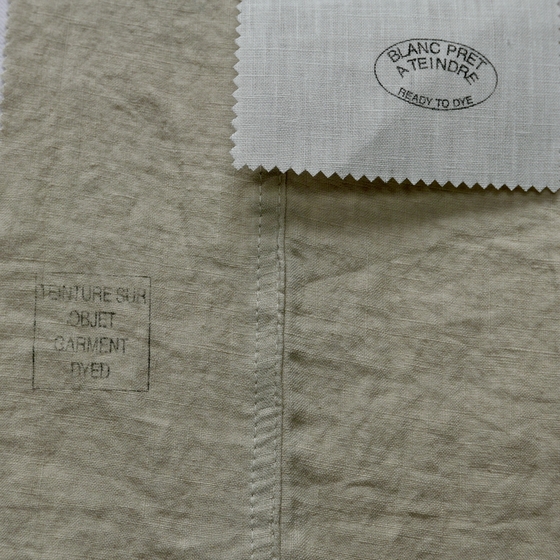 BLANC PRET
A TEINDRE
READY TO DYE
TEINTURE SUR
OBJET
GARMENT
DYED